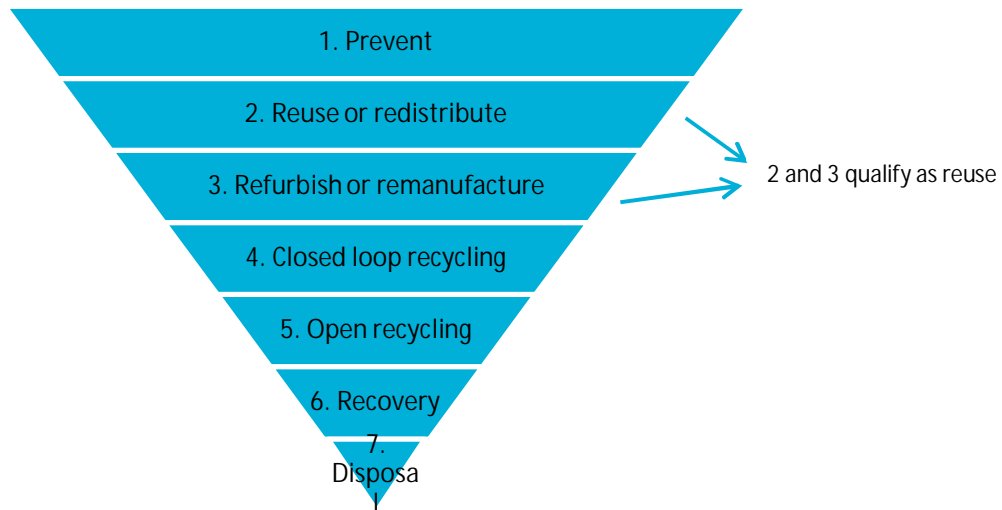 1. Prevent
2. Reuse or redistribute
2 and 3 qualify as reuse
3. Refurbish or remanufacture
4. Closed loop recycling
5. Open recycling
6. Recovery
7.
Disposa
l